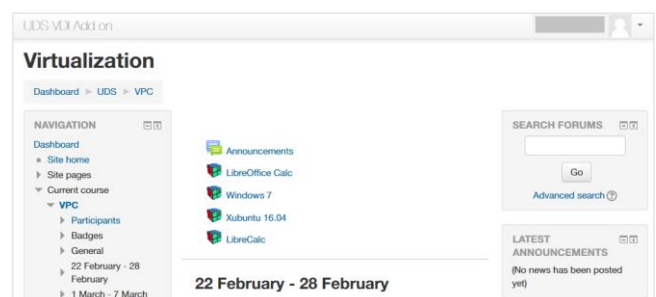 UDS VDI Add on
Virtualization
Dashboard ► UDS ► VPC
NAVIGATION
Dashboard
Site home
Site pages
Current course
VPC
Participants
Badges
General
22 February - 28
February
1 March - 7 March
Announcements
LibreOffice Calc
Windows 7
Xubuntu 16.04
LibreCalc
22 February - 28 February
SEARCH FORUMS
Go
Advanced search
LATEST
ANNOUNCEMENTS
(No news has been posted
yet)